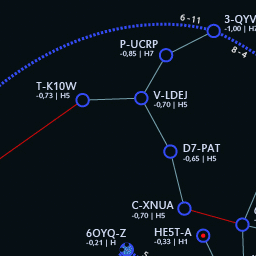 6-11
3-QYV
-1,00 | H7
8-4
P-UCRP
-0,85 | H7
T-K10W
-0,73 | H5
V-LDEJ
-0,70 | H5
D7-PAT
-0,65 | H5
C-XNUA
-0,70 | H5
6OYQ-Z
-0,21 | H
HE5T-A
-0,33 | H1